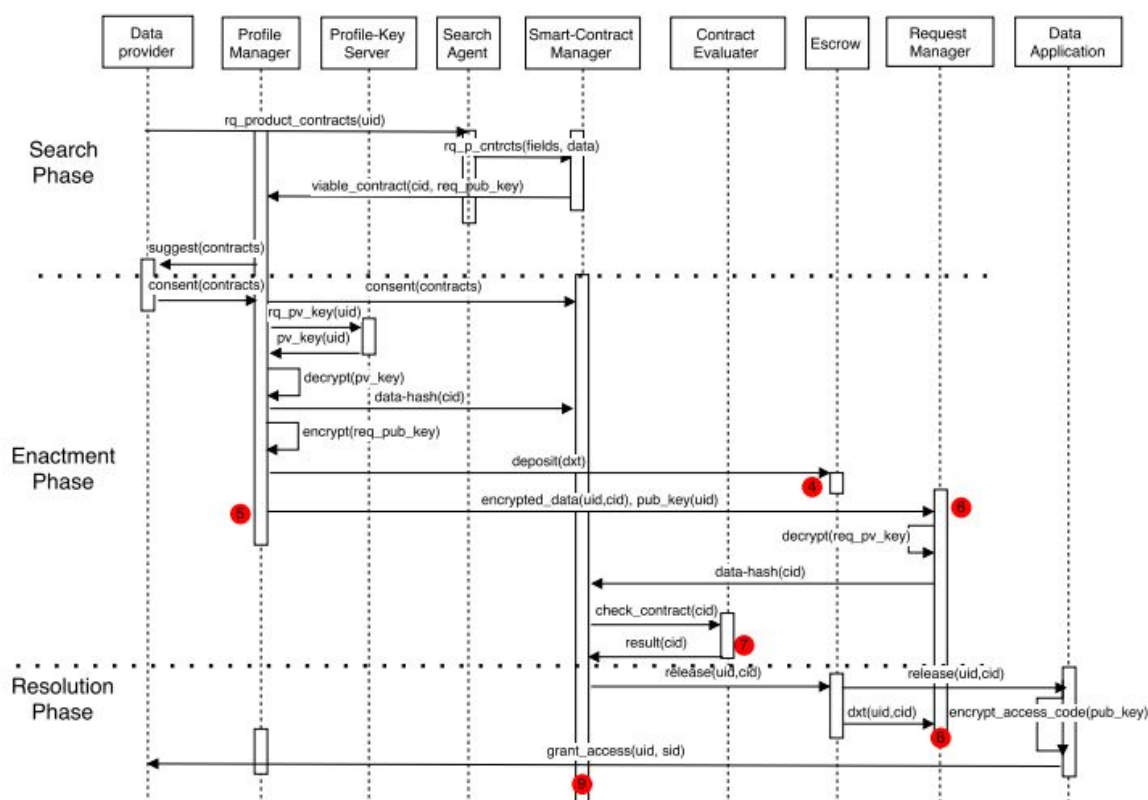 Data
provider
Profile
Manager
Profile-Key
Server
Search
Agent
Smart-Contract
Manager
Contract
Evaluater
Escrow
Request
Manager
Data
Application
Search
Phase
rq_product_contracts(uid)
rq_p_cntrcts(fields, data)
viable_contract(cid, req_pub_key)
suggest(contracts)
consent(contracts)
consent(contracts)
rq_pv_key(uid)
pv_key(uid)
decrypt(pv_key)
data-hash(cid)
encrypt(req_pub_key)
Enactment
Phase
deposit(dxt)
4
encrypted_data(uid,cid), pub_key(uid)
5
6
decrypt(req_pv_key)
data-hash(cid)
check_contract(cid)
result(cid)
7
Resolution
Phase
release(uid,cid)
release(uid,cid)
dxt(uid,cid)
encrypt_access_code(pub_key)
8
grant_access(uid, sid)
9